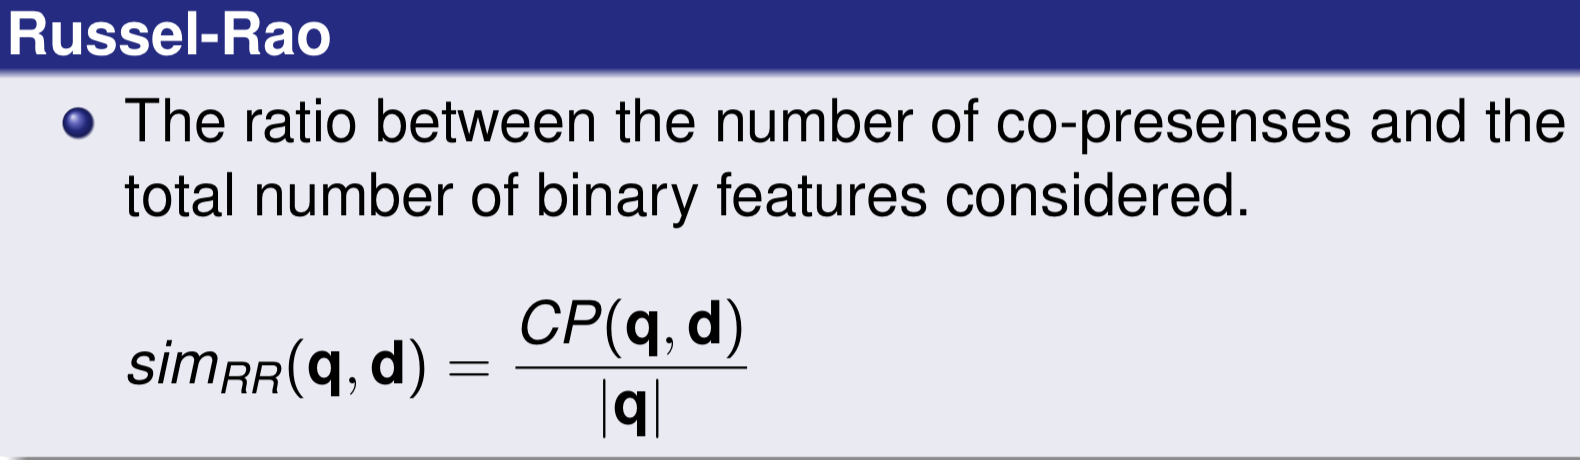 Russel-Rao
The ratio between the number of co-presenses and the
total number of binary features considered.
sim_RR(q, d) = CP(q, d) / |q|